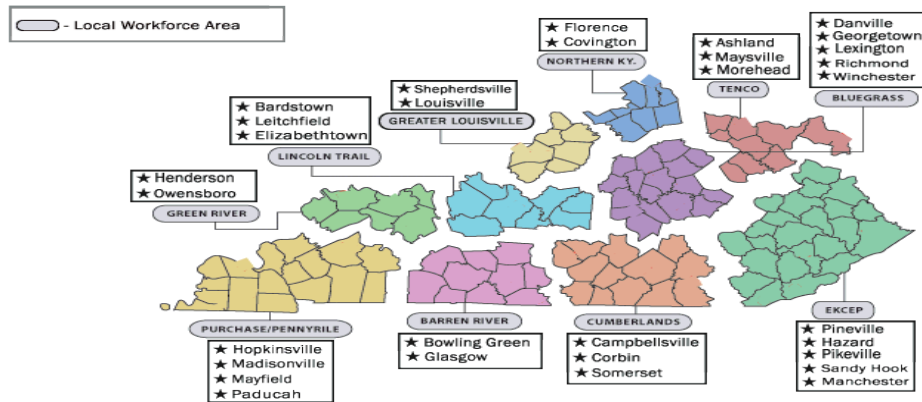 - Local Workforce Area
★ Florence
★ Covington
NORTHERN KY.
★ Ashland
★ Maysville
★ Morehead
TENCO
★ Danville
★ Georgetown
★ Lexington
★ Richmond
★ Winchester
BLUEGRASS
★ Shepherdsville
★ Louisville
GREATER LOUISVILLE
★ Bardstown
★ Leitchfield
★ Elizabethtown
LINCOLN TRAIL
★ Henderson
★ Owensboro
GREEN RIVER
PURCHASE/PENNYRILE
★ Hopkinsville
★ Madisonville
★ Mayfield
★ Paducah
BARREN RIVER
★ Bowling Green
★ Glasgow
CUMBERLANDS
★ Campbellsville
★ Corbin
★ Somerset
EKCEP
★ Pineville
★ Hazard
★ Pikeville
★ Sandy Hook
★ Manchester